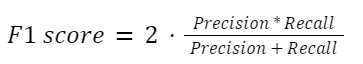 F1 score = 2 · Precision * Recall / Precision + Recall